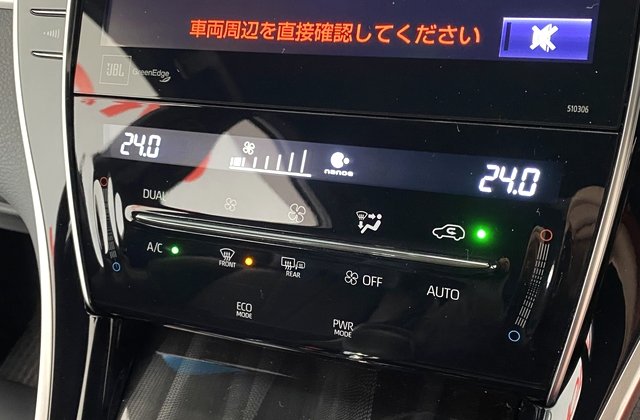 車両周辺を直接確認してください
JBL
GreenEdge
510306
24.0
nanoe
24.0
DUAL
A/C
FRONT
REAR
OFF
AUTO
ECO
MODE
PWR
MODE